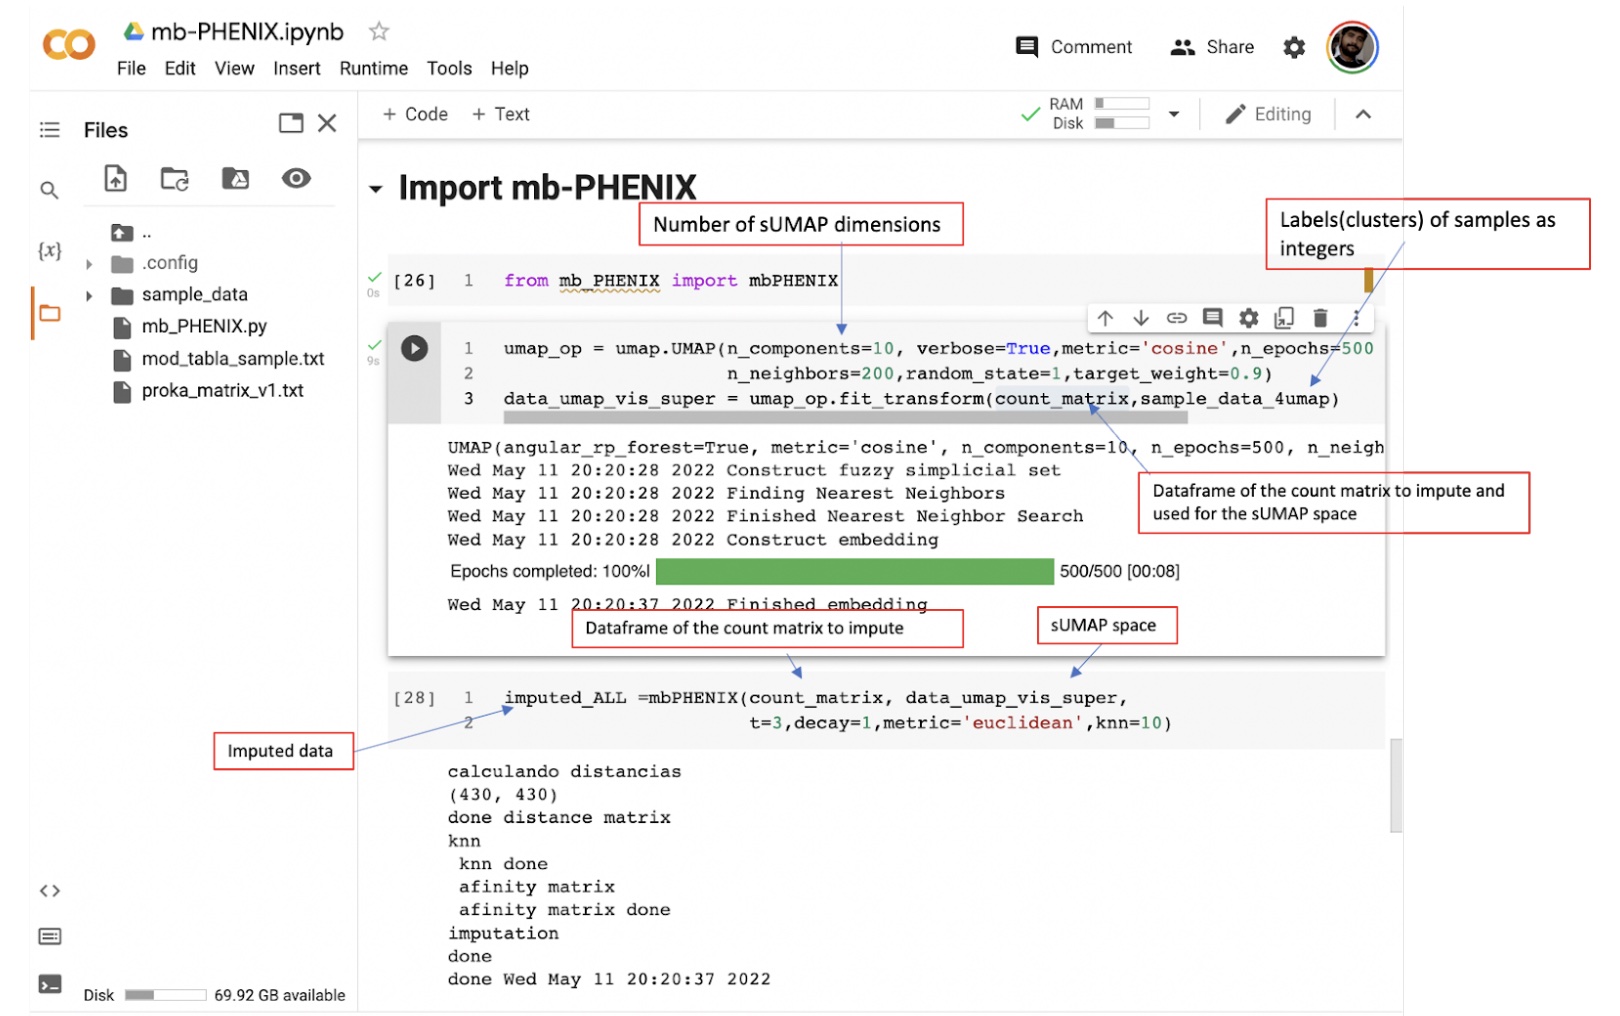 mb-PHENIX.ipynb
File Edit View Insert Runtime Tools Help
Comment Share
Files
+ Code + Text
RAM
Disk
Editing
..
.config
sample_data
mb_PHENIX.py
mod_tabla_sample.txt
proka_matrix_v1.txt
{x}
Import mb-PHENIX
Number of sUMAP dimensions
Labels(clusters) of samples as
integers
0s
[26] 1 from mb_PHENIX import mbPHENIX
9s
1 umap_op = umap.UMAP(n_components=10, verbose=True,metric='cosine',n_epochs=500
2 n_neighbors=200,random_state=1,target_weight=0.9)
3 data_umap_vis_super = umap_op.fit_transform(count_matrix,sample_data_4umap)
UMAP(angular_rp_forest=True, metric='cosine', n_components=10, n_epochs=500, n_neigh
Wed May 11 20:20:28 2022 Construct fuzzy simplicial set
Wed May 11 20:20:28 2022 Finding Nearest Neighbors
Wed May 11 20:20:28 2022 Finished Nearest Neighbor Search
Wed May 11 20:20:28 2022 Construct embedding
Dataframe of the count matrix to impute and
used for the sUMAP space
Epochs completed: 100%| 500/500 [00:08]
Wed May 11 20:20:37 2022 Finished embedding
Dataframe of the count matrix to impute
sUMAP space
[28] 1 imputed_ALL =mbPHENIX(count_matrix, data_umap_vis_super,
2 t=3,decay=1,metric='euclidean',knn=10)
Imputed data
calculando distancias
(430, 430)
done distance matrix
knn
knn done
afinity matrix
afinity matrix done
imputation
done
done Wed May 11 20:20:37 2022
Disk 69.92 GB available